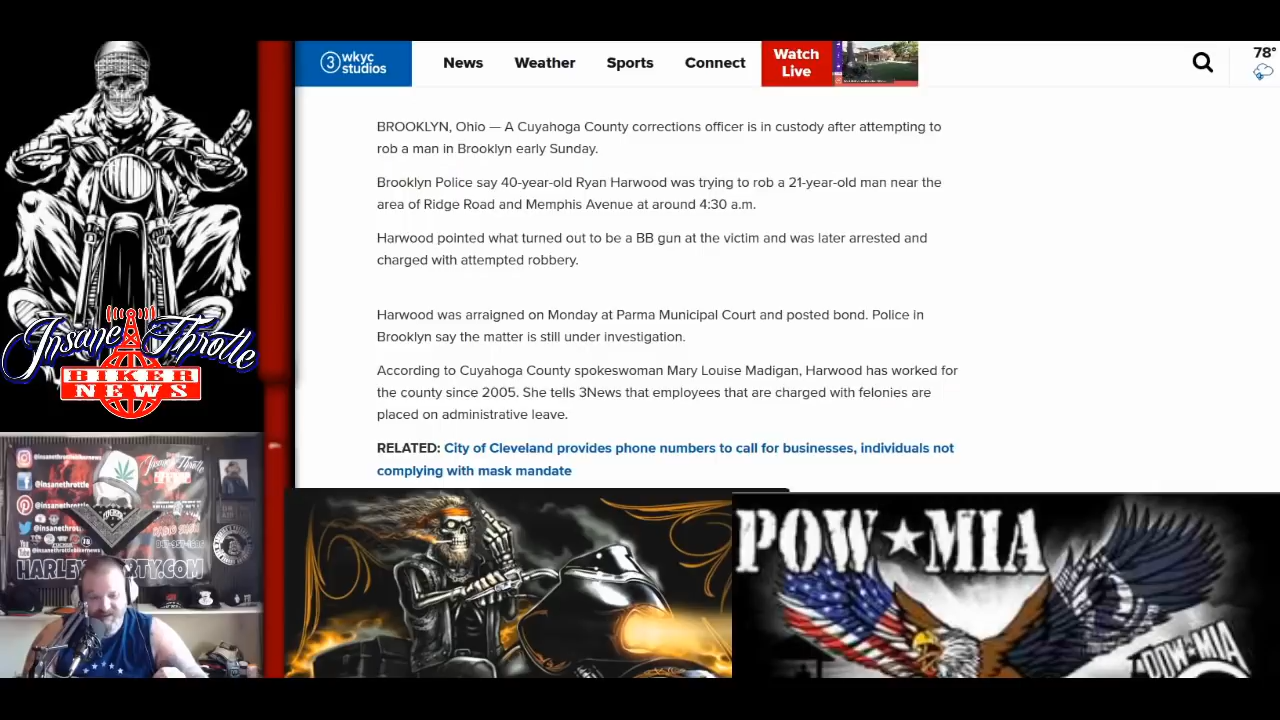 3 wkyc studios
News Weather Sports Connect Watch Live
78°
BROOKLYN, Ohio — A Cuyahoga County corrections officer is in custody after attempting to
rob a man in Brooklyn early Sunday.
Brooklyn Police say 40-year-old Ryan Harwood was trying to rob a 21-year-old man near the
area of Ridge Road and Memphis Avenue at around 4:30 a.m.
Harwood pointed what turned out to be a BB gun at the victim and was later arrested and
charged with attempted robbery.
Harwood was arraigned on Monday at Parma Municipal Court and posted bond. Police in
Brooklyn say the matter is still under investigation.
According to Cuyahoga County spokeswoman Mary Louise Madigan, Harwood has worked for
the county since 2005. She tells 3News that employees that are charged with felonies are
placed on administrative leave.
RELATED: City of Cleveland provides phone numbers to call for businesses, individuals not
complying with mask mandate
Insane Throttle
BIKER
NEWS
HARLEY
POW★MIA
POW★MIA